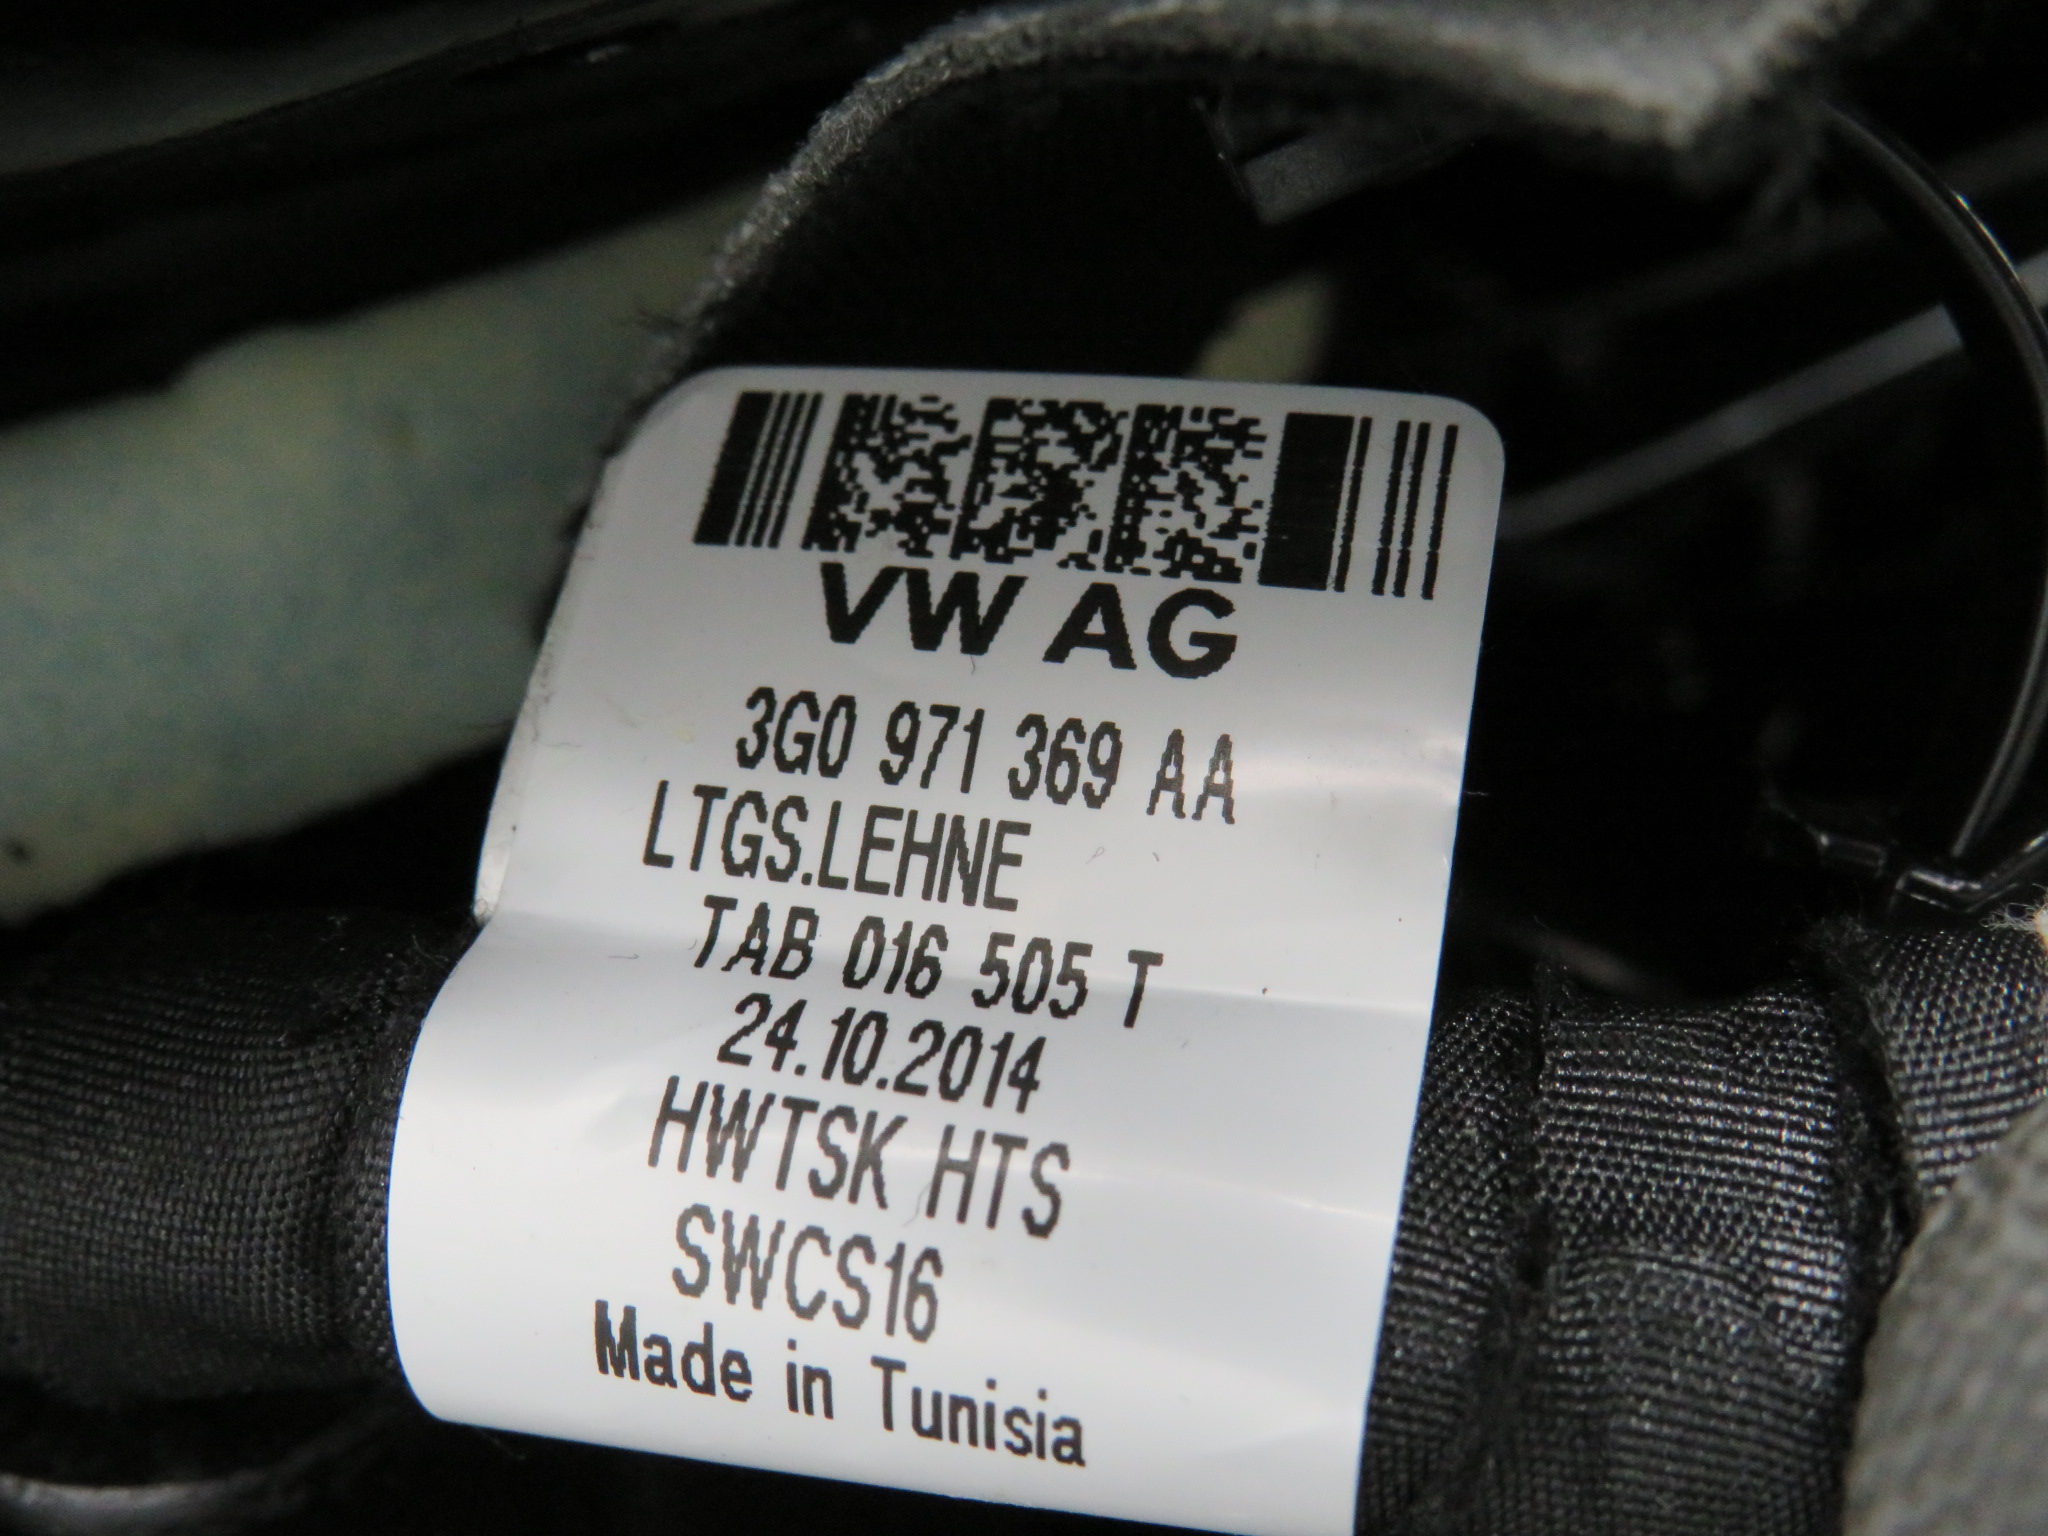 VW AG
3G0 971 369 AA
LTGS.LEHNE
TAB 016 505 T
24.10.2014
HWTSK HTS
SWCS16
Made in Tunisia